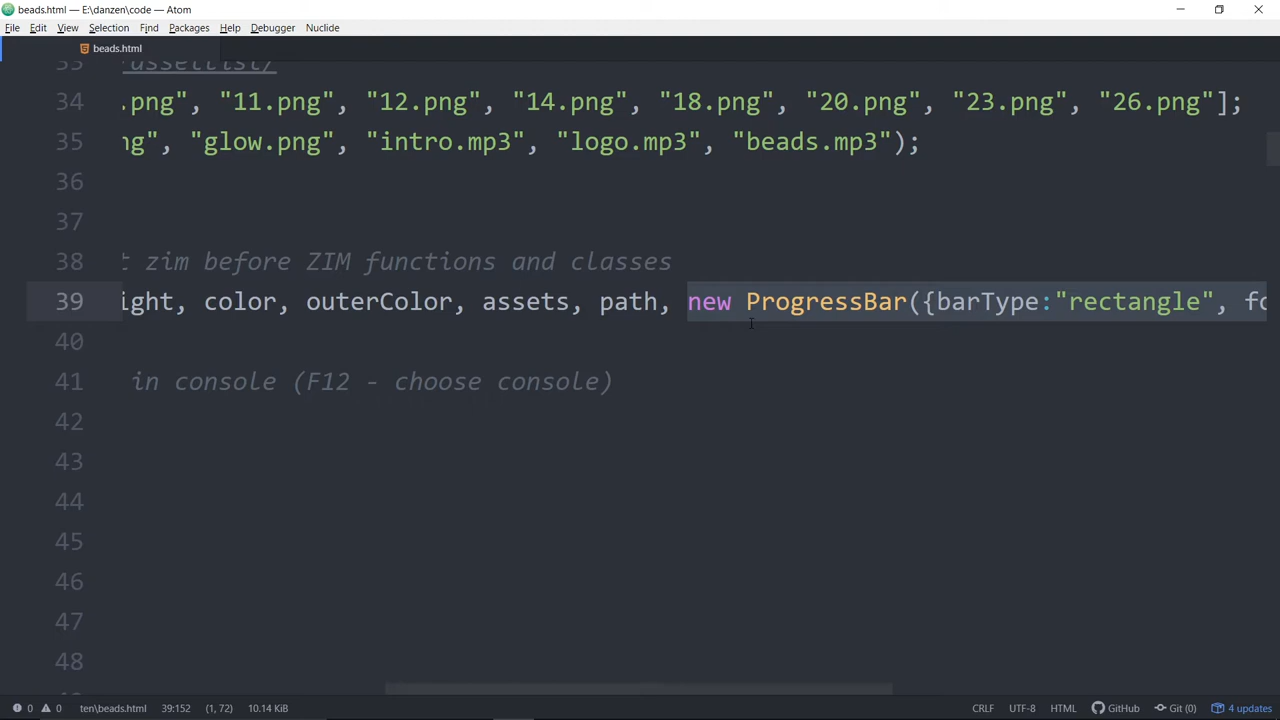 beads.html — E:\danzen\code — Atom
File Edit View Selection Find Packages Help Debugger Nuclide
beads.html
33 /assetlist/
34 .png", "11.png", "12.png", "14.png", "18.png", "20.png", "23.png", "26.png"];
35 ng", "glow.png", "intro.mp3", "logo.mp3", "beads.mp3");
36
37
38 t zim before ZIM functions and classes
39 ight, color, outerColor, assets, path, new ProgressBar({barType:"rectangle", fo
40
41 in console (F12 - choose console)
42
43
44
45
46
47
48
0 0 ten\beads.html 39:152 (1, 72) 10.14 KiB CRLF UTF-8 HTML GitHub Git (0) 4 updates